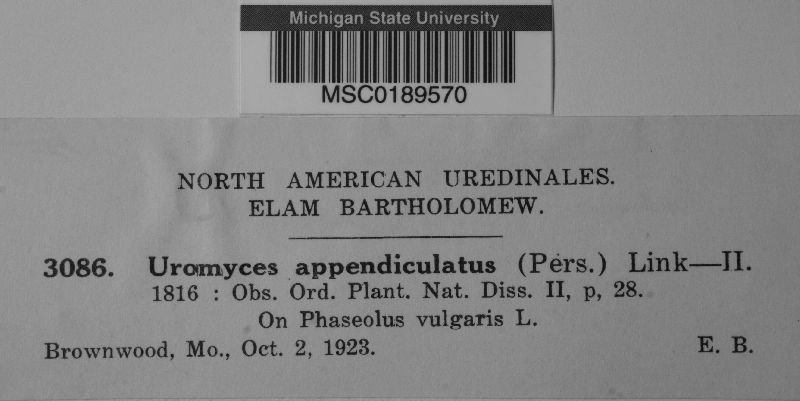 Michigan State University
MSC0189570
NORTH AMERICAN UREDINALES.
ELAM BARTHOLOMEW.
3086. Uromyces appendiculatus (Pers.) Link—II.
1816 : Obs. Ord. Plant. Nat. Diss. II, p, 28.
On Phaseolus vulgaris L.
Brownwood, Mo., Oct. 2, 1923. E. B.